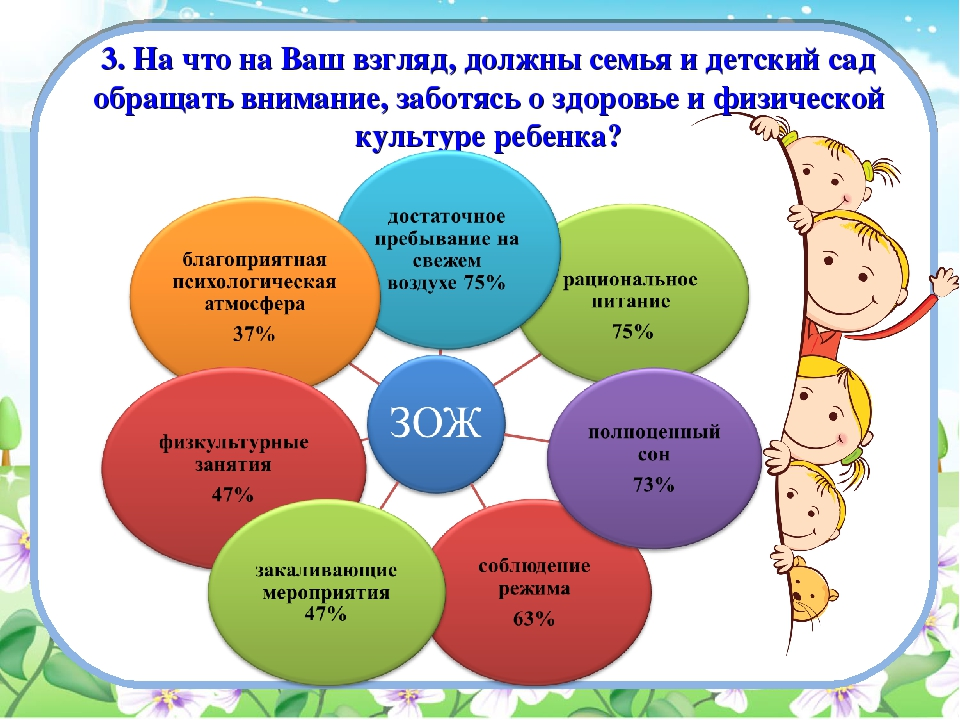 3. На что на Ваш взгляд, должны семья и детский сад
обращать внимание, заботясь о здоровье и физической
культуре ребенка?
достаточное
пребывание на
свежем
воздухе 75%
рациональное
питание
75%
полноценный
сон
73%
соблюдение
режима
63%
закаливающие
мероприятия
47%
физкультурные
занятия
47%
благоприятная
психологическая
атмосфера
37%
ЗОЖ